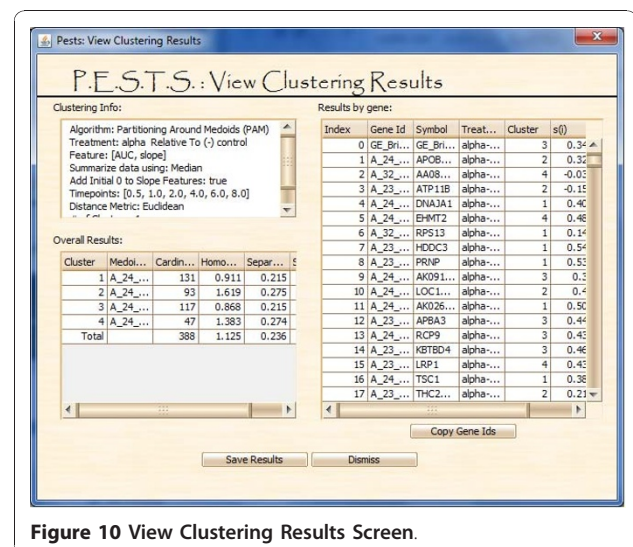 Pests: View Clustering Results
P.E.S.T.S. : View Clustering Results
Clustering Info:
Algorithm: Partitioning Around Medoids (PAM)
Treatment: alpha Relative To (-) control
Feature: [AUC, slope]
Summarize data using: Median
Add Initial 0 to Slope Features: true
Timepoints: [0.5, 1.0, 2.0, 4.0, 6.0, 8.0]
Distance Metric: Euclidean
Overall Results:
Cluster Medoi... Cardin... Homo... Separ... S
1 A_24_... 131 0.911 0.215
2 A_24_... 93 1.619 0.275
3 A_24_... 117 0.868 0.215
4 A_24_... 47 1.383 0.274
Total 388 1.125 0.236
Results by gene:
Index Gene Id Symbol Treat... Cluster s(i)
0 GE_Bri... GE_Bri... alpha-... 3 0.34
1 A_24_... APOB... alpha-... 2 0.32
2 A_32_... AA08... alpha-... 4 -0.03
3 A_23_... ATP11B alpha-... 2 -0.15
4 A_24_... DNAJA1 alpha-... 1 0.40
5 A_24_... EHMT2 alpha-... 4 0.48
6 A_32_... RPS13 alpha-... 1 0.14
7 A_23_... HDDC3 alpha-... 1 0.54
8 A_23_... PRNP alpha-... 1 0.53
9 A_24_... AK091... alpha-... 3 0.3
10 A_24_... LOC1... alpha-... 2 0.4
11 A_24_... AK026... alpha-... 1 0.50
12 A_23_... APBA3 alpha-... 3 0.44
13 A_24_... RCP9 alpha-... 3 0.43
14 A_23_... KBTBD4 alpha-... 3 0.46
15 A_23_... LRP1 alpha-... 4 0.43
16 A_24_... TSC1 alpha-... 1 0.38
17 A_23_... THC2... alpha-... 2 0.21
Copy Gene Ids
Save Results
Dismiss
Figure 10 View Clustering Results Screen.